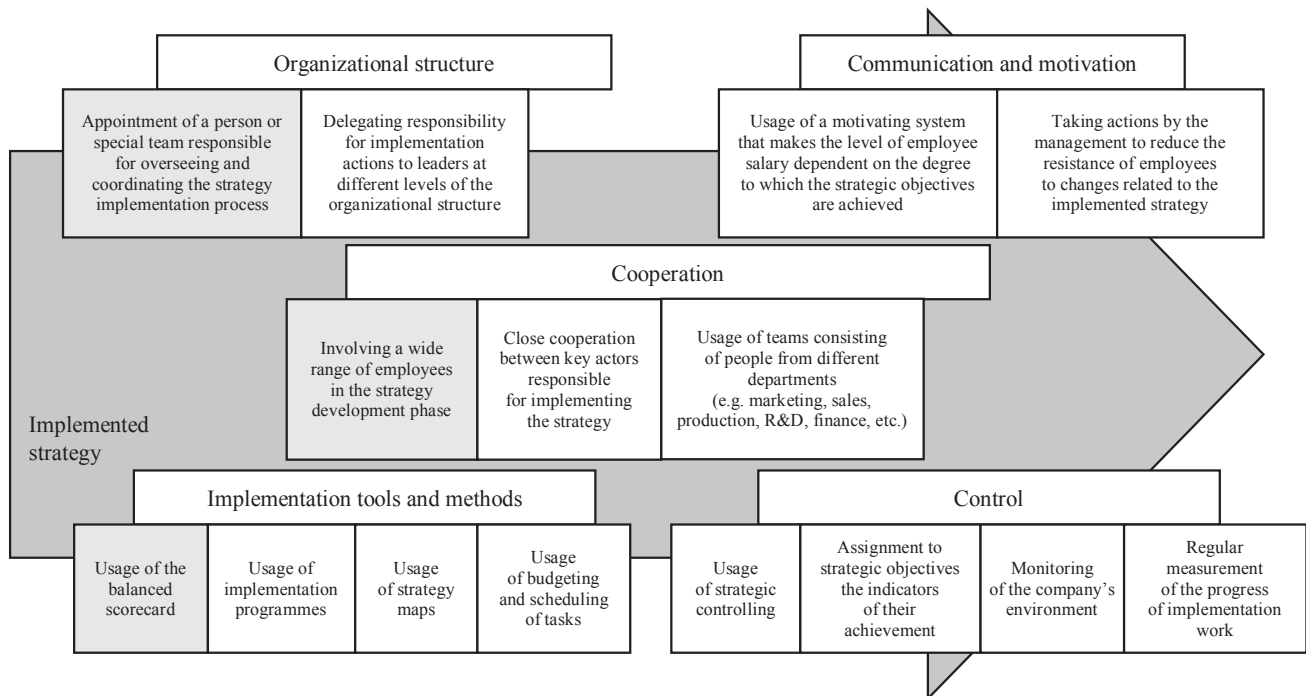 Organizational structure
Appointment of a person or
special team responsible
for overseeing and
coordinating the strategy
implementation process
Delegating responsibility
for implementation
actions to leaders at
different levels of the
organizational structure
Communication and motivation
Usage of a motivating system
that makes the level of employee
salary dependent on the degree
to which the strategic objectives
are achieved
Taking actions by the
management to reduce the
resistance of employees
to changes related to the
implemented strategy
Cooperation
Involving a wide
range of employees
in the strategy
development phase
Close cooperation
between key actors
responsible
for implementing
the strategy
Usage of teams consisting
of people from different
departments
(e.g. marketing, sales,
production, R&D, finance, etc.)
Implemented
strategy
Implementation tools and methods
Usage of the
balanced
scorecard
Usage of
implementation
programmes
Usage
of strategy
maps
Usage
of budgeting
and scheduling
of tasks
Control
Usage
of strategic
controlling
Assignment to
strategic objectives
the indicators
of their
achievement
Monitoring
of the company's
environment
Regular
measurement
of the progress
of implementation
work